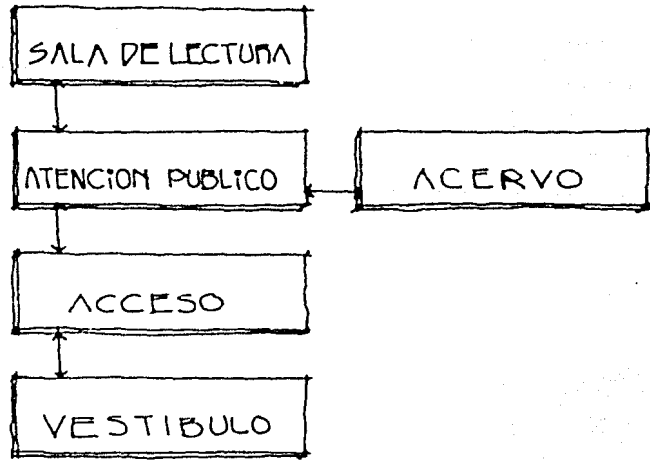 SALA DE LECTURA
ATENCION PUBLICO
ACERVO
ACCESO
VESTIBULO